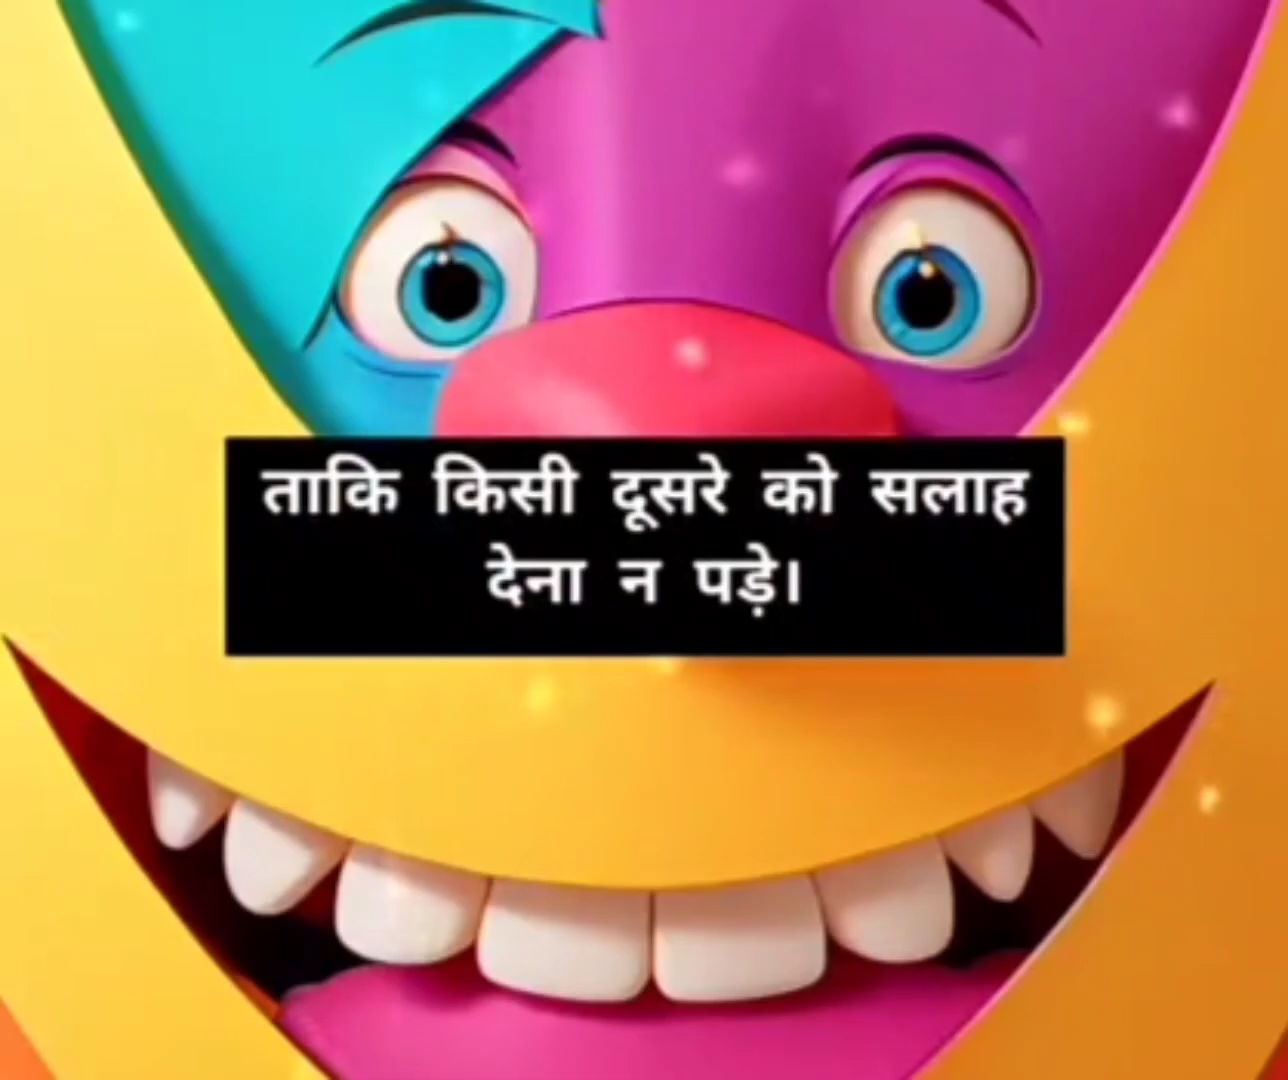 ताकि किसी दूसरे को सलाह
देना न पड़े।